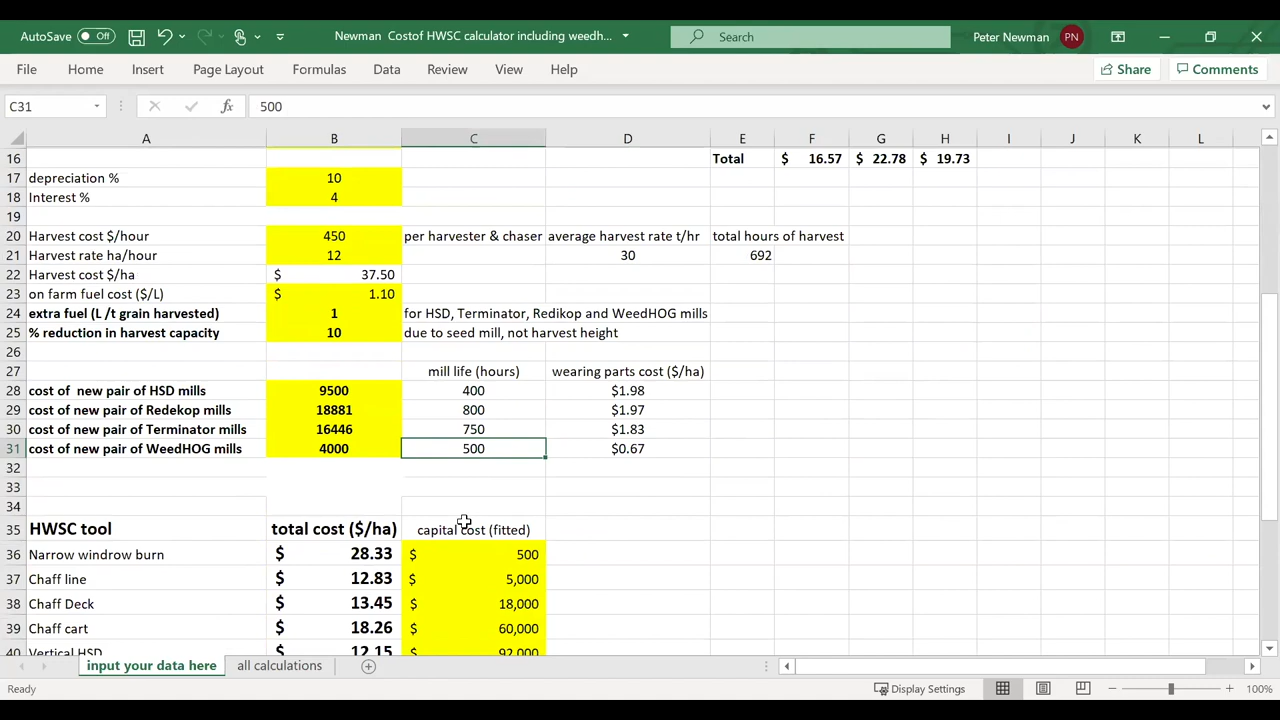 AutoSave Off Newman Costof HWSC calculator including weedh... Search Peter Newman PN
File Home Insert Page Layout Formulas Data Review View Help Share Comments
C31 fx 500
A B C D E F G H I J K L
16 Total $ 16.57 $ 22.78 $ 19.73
17 depreciation % 10
18 Interest % 4
19
20 Harvest cost $/hour 450 per harvester & chaser average harvest rate t/hr total hours of harvest
21 Harvest rate ha/hour 12 30 692
22 Harvest cost $/ha $ 37.50
23 on farm fuel cost ($/L) $ 1.10
24 extra fuel (L /t grain harvested) 1 for HSD, Terminator, Redikop and WeedHOG mills
25 % reduction in harvest capacity 10 due to seed mill, not harvest height
26
27 mill life (hours) wearing parts cost ($/ha)
28 cost of new pair of HSD mills 9500 400 $1.98
29 cost of new pair of Redekop mills 18881 800 $1.97
30 cost of new pair of Terminator mills 16446 750 $1.83
31 cost of new pair of WeedHOG mills 4000 500 $0.67
32
33
34
35 HWSC tool total cost ($/ha) capital cost (fitted)
36 Narrow windrow burn $ 28.33 $ 500
37 Chaff line $ 12.83 $ 5,000
38 Chaff Deck $ 13.45 $ 18,000
39 Chaff cart $ 18.26 $ 60,000
40 Vertical HSD $ 12.15 $ 92,000
input your data here all calculations
Ready Display Settings 100%